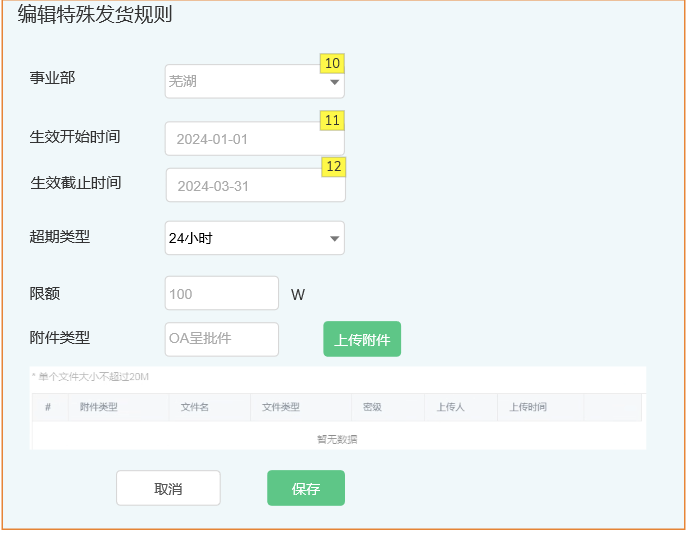 编辑特殊发货规则
10
事业部 芜湖
11
生效开始时间 2024-01-01
12
生效截止时间 2024-03-31
超期类型 24小时
限额 100 W
附件类型 OA呈批件 上传附件
* 单个文件大小不超过20M
# 附件类型 文件名 文件类型 密级 上传人 上传时间
暂无数据
取消 保存